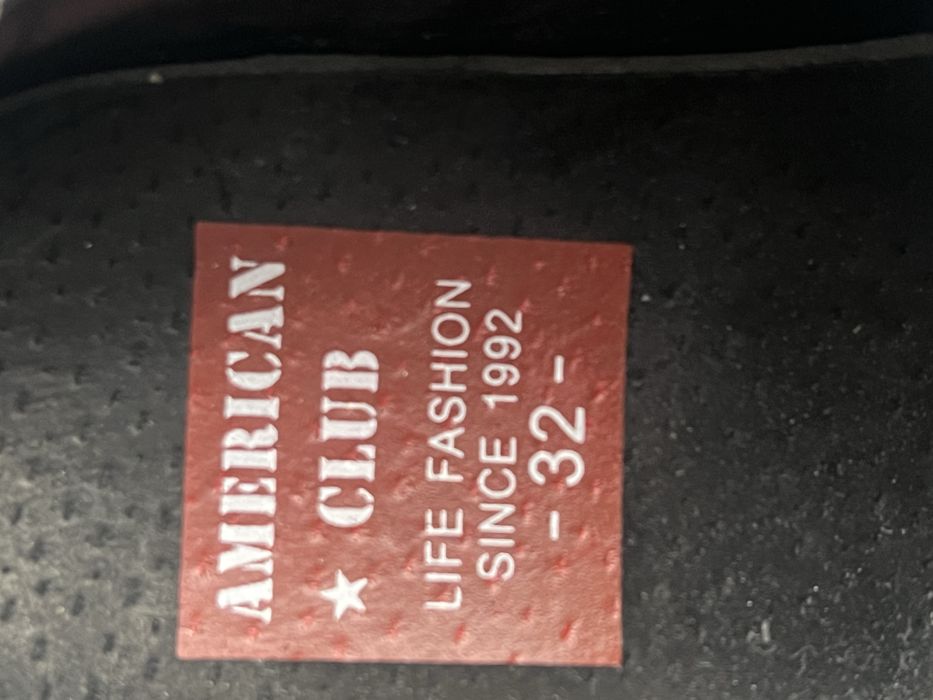 AMERICAN
★ CLUB
LIFE FASHION
SINCE 1992
- 32 -